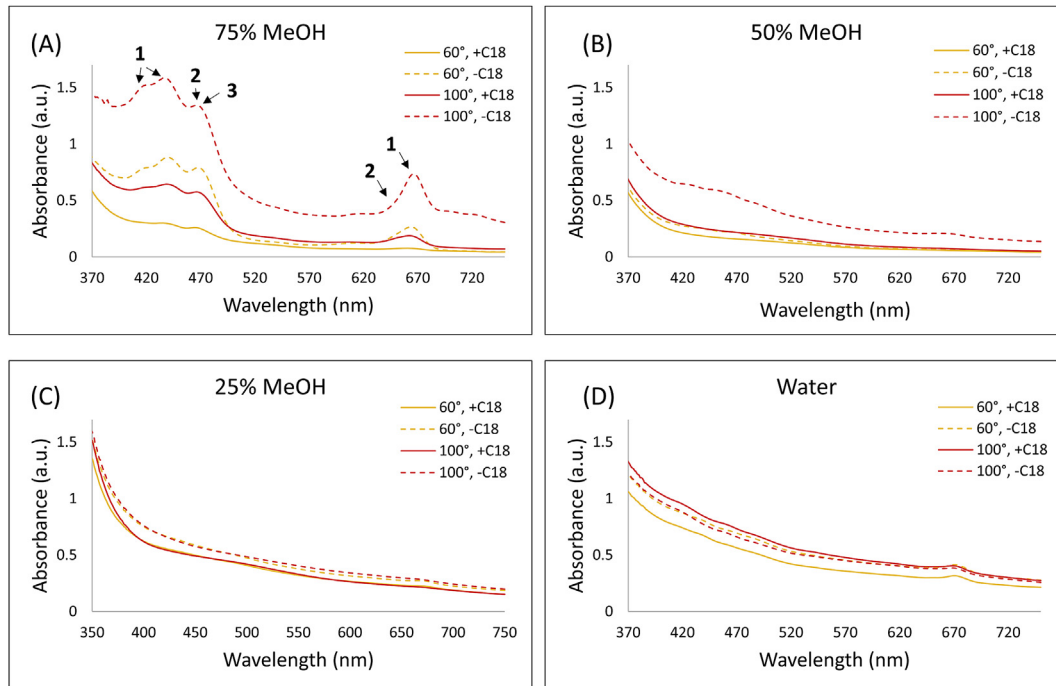 (A)
75% MeOH
60°, +C18
60°, -C18
100°, +C18
100°, -C18
1
2
3
1
2
Absorbance (a.u.)
1.5
1
0.5
0
370 420 470 520 570 620 670 720
Wavelength (nm)
(B)
50% MeOH
60°, +C18
60°, -C18
100°, +C18
100°, -C18
Absorbance (a.u.)
1.5
1
0.5
0
370 420 470 520 570 620 670 720
Wavelength (nm)
(C)
25% MeOH
60°, +C18
60°, -C18
100°, +C18
100°, -C18
Absorbance (a.u.)
1.5
1
0.5
0
350 400 450 500 550 600 650 700 750
Wavelength (nm)
(D)
Water
60°, +C18
60°, -C18
100°, +C18
100°, -C18
Absorbance (a.u.)
1.5
1
0.5
0
370 420 470 520 570 620 670 720
Wavelength (nm)